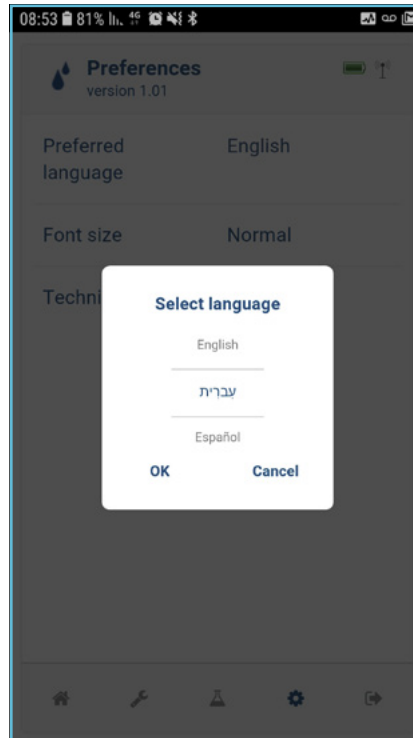 08:53 81% 4G
Preferences
version 1.01
Preferred language
English
Font size
Normal
Techni
Select language
English
עברית
Español
OK
Cancel